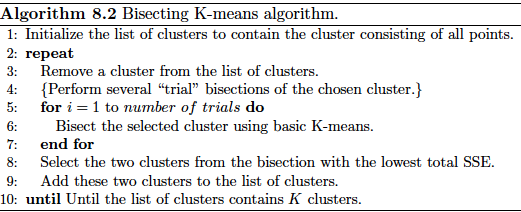 Algorithm 8.2 Bisecting K-means algorithm.
1: Initialize the list of clusters to contain the cluster consisting of all points.
2: repeat
3: Remove a cluster from the list of clusters.
4: {Perform several “trial” bisections of the chosen cluster.}
5: for i = 1 to number of trials do
6: Bisect the selected cluster using basic K-means.
7: end for
8: Select the two clusters from the bisection with the lowest total SSE.
9: Add these two clusters to the list of clusters.
10: until Until the list of clusters contains K clusters.